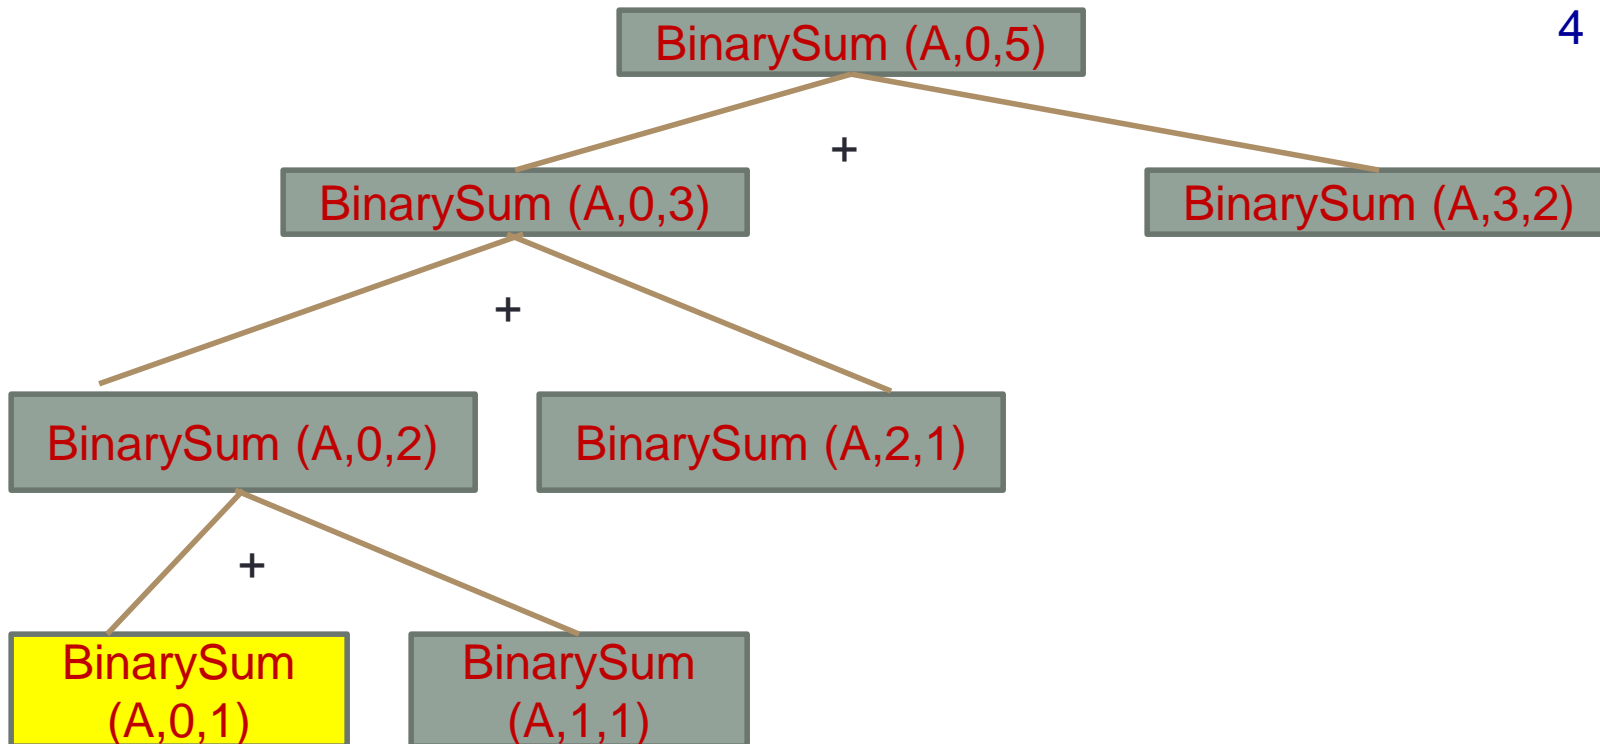 4
BinarySum (A,0,5)
+
BinarySum (A,0,3)
BinarySum (A,3,2)
+
BinarySum (A,0,2)
BinarySum (A,2,1)
+
BinarySum
(A,0,1)
BinarySum
(A,1,1)